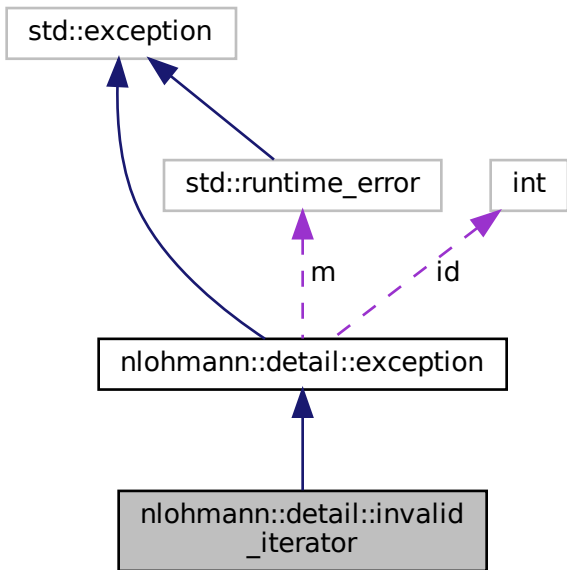 std::exception
std::runtime_error
int
m
id
nlohmann::detail::exception
nlohmann::detail::invalid
_iterator